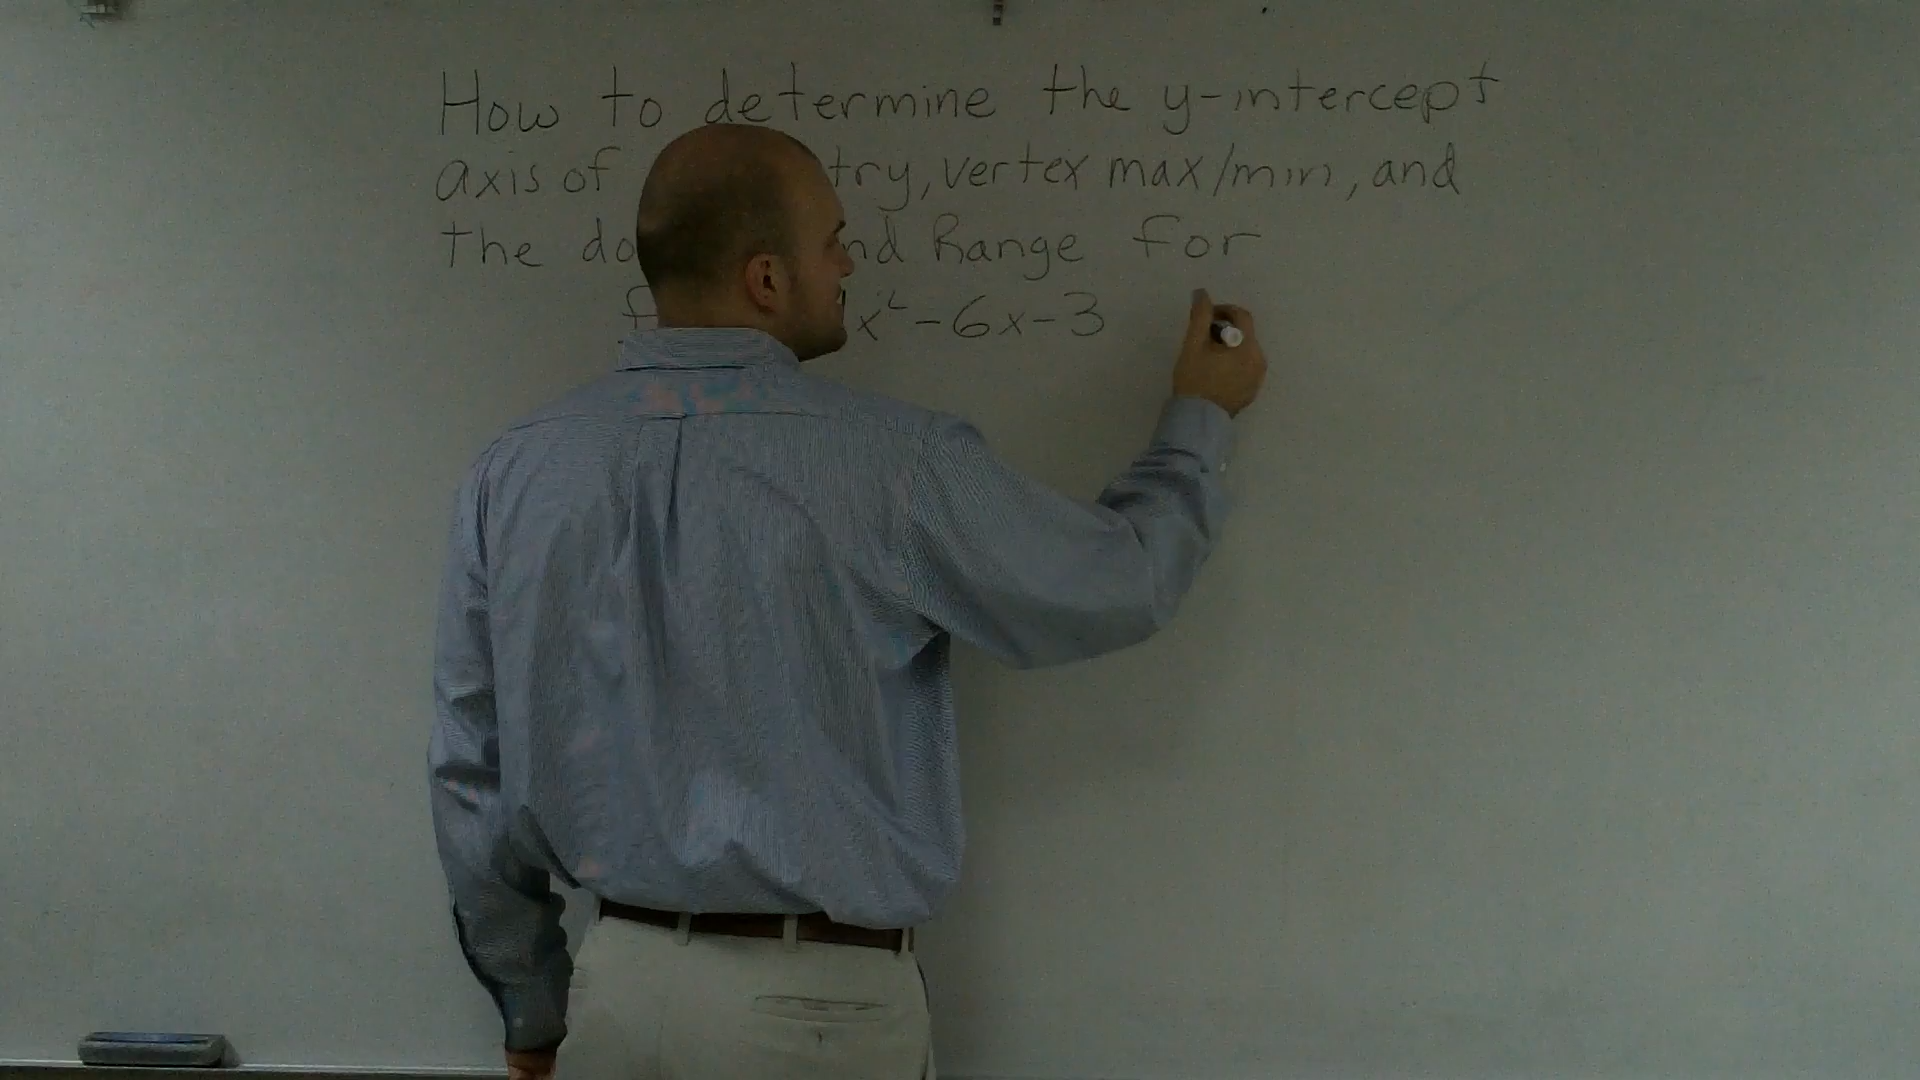 How to determine the y-intercept
axis of try, vertex max/min, and
the do nd Range for
f x²-6x-3